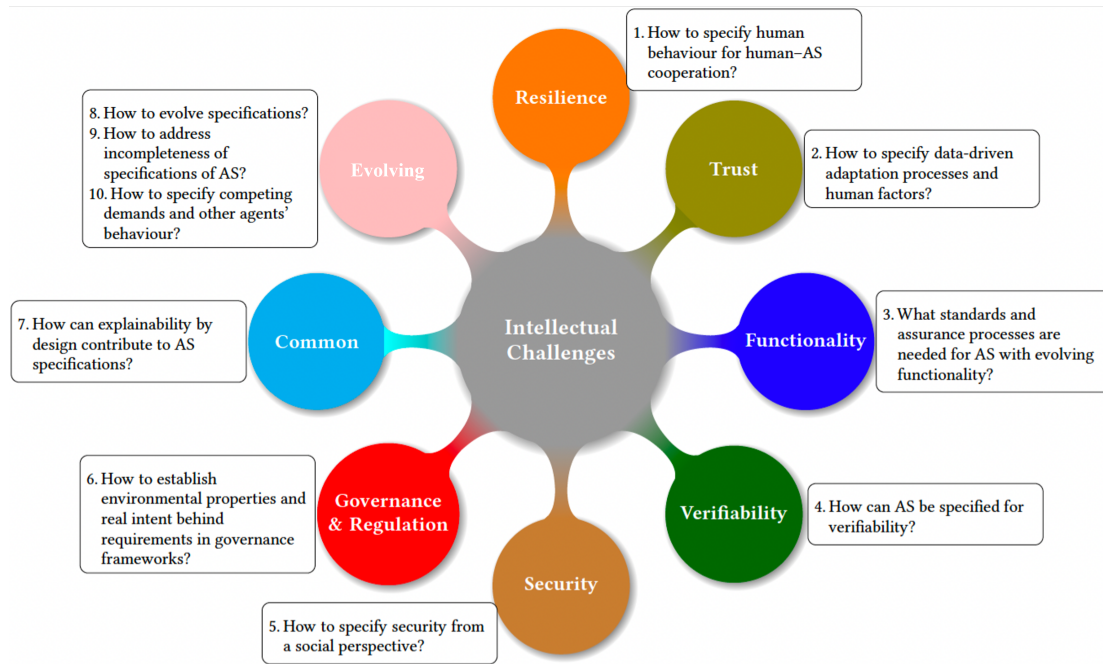 Resilience
1. How to specify human
behaviour for human–AS
cooperation?
Trust
2. How to specify data-driven
adaptation processes and
human factors?
Functionality
3. What standards and
assurance processes are
needed for AS with evolving
functionality?
Verifiability
4. How can AS be specified for
verifiability?
Security
5. How to specify security from
a social perspective?
Governance
& Regulation
6. How to establish
environmental properties and
real intent behind
requirements in governance
frameworks?
Common
7. How can explainability by
design contribute to AS
specifications?
Evolving
8. How to evolve specifications?
9. How to address
incompleteness of
specifications of AS?
10. How to specify competing
demands and other agents’
behaviour?
Intellectual
Challenges